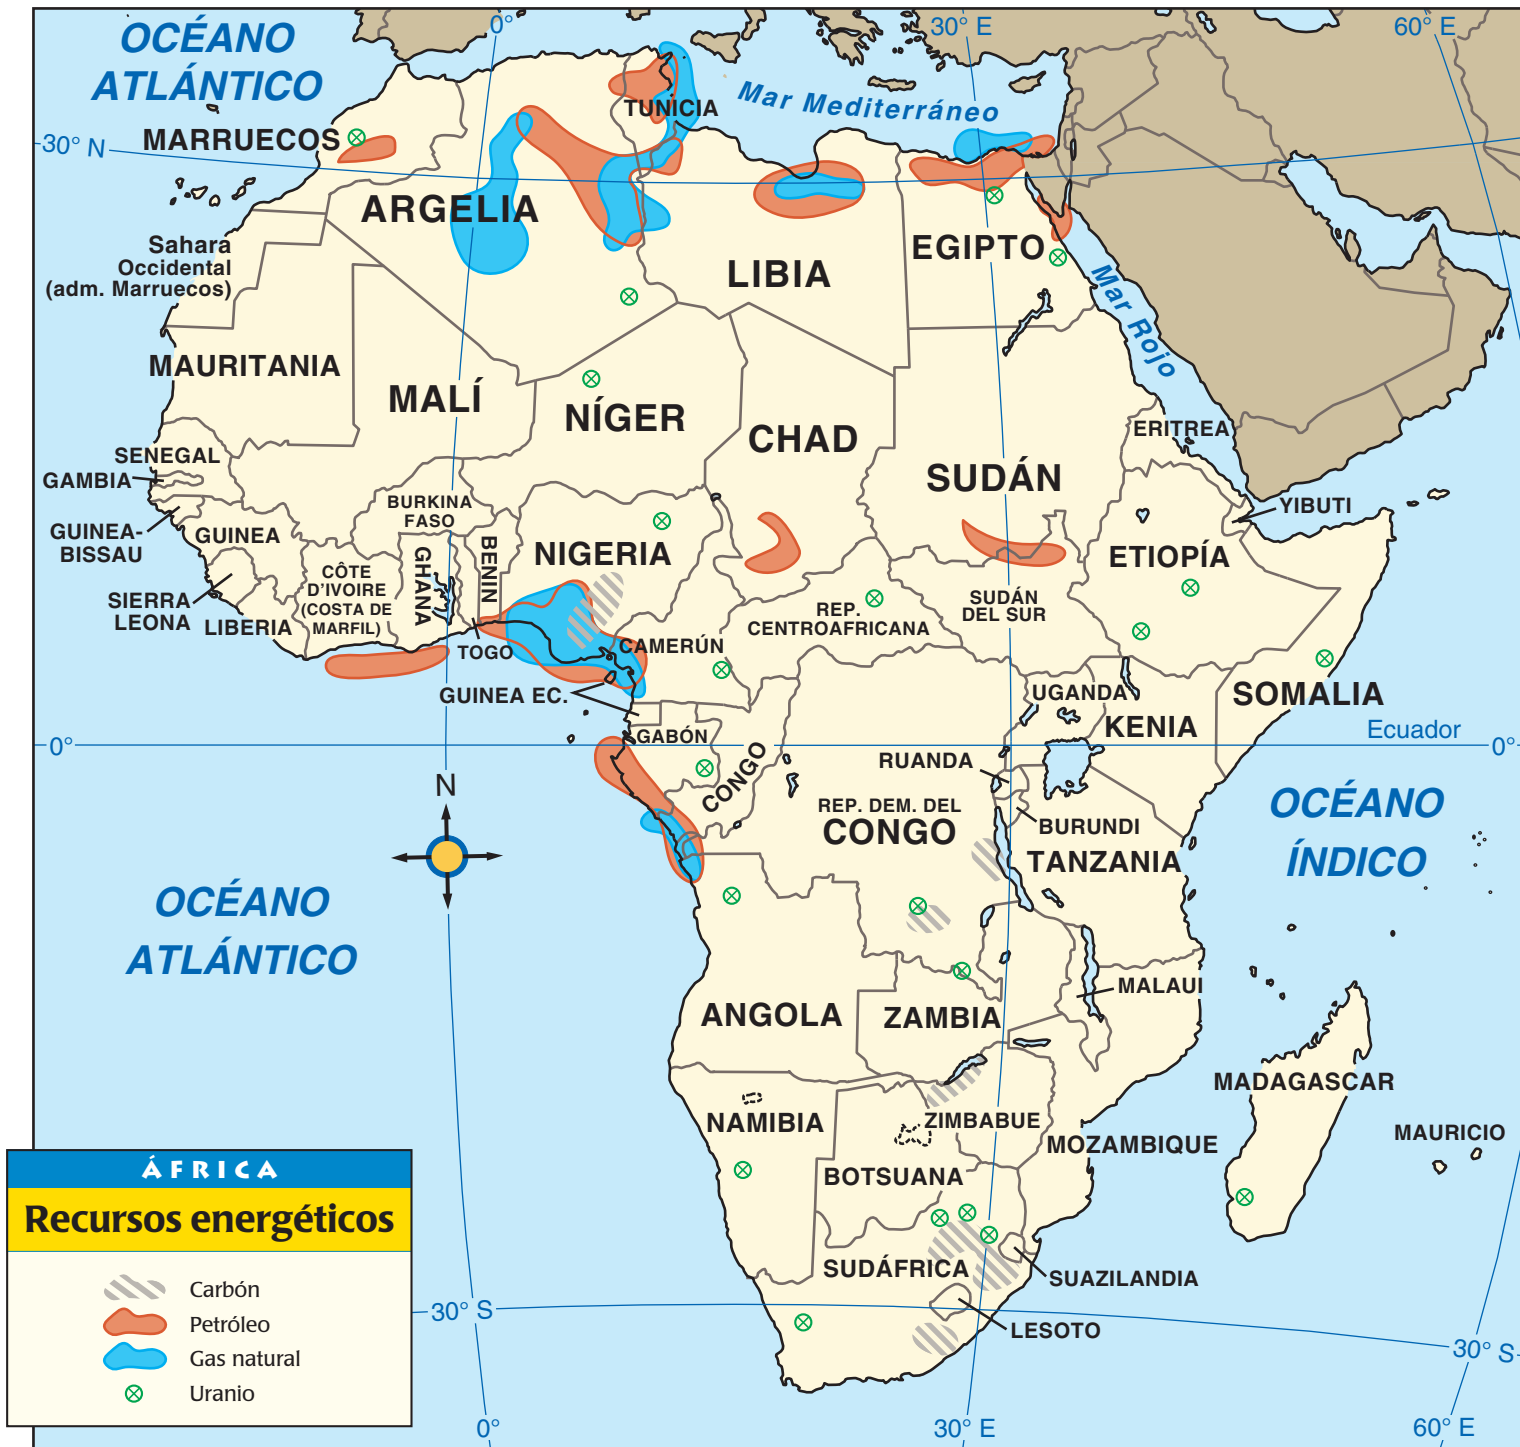 OCÉANO
ATLÁNTICO
0°
30° E
60° E
Mar Mediterráneo
TUNICIA
MARRUECOS
30° N
ARGELIA
LIBIA
EGIPTO
Sahara
Occidental
(adm. Marruecos)
Mar Rojo
MAURITANIA
MALÍ
NÍGER
CHAD
SUDÁN
ERITREA
SENEGAL
GAMBIA
GUINEA-
BISSAU
GUINEA
BURKINA
FASO
BENIN
GHANA
NIGERIA
YIBUTI
ETIOPÍA
SIERRA
LEONA
LIBERIA
CÔTE
D'IVOIRE
(COSTA DE
MARFIL)
TOGO
CAMERÚN
REP.
CENTROAFRICANA
SUDÁN
DEL SUR
GUINEA EC.
UGANDA
KENIA
SOMALIA
GABÓN
CONGO
Ecuador
0°
0°
RUANDA
REP. DEM. DEL
CONGO
BURUNDI
TANZANIA
OCÉANO
ÍNDICO
N
OCÉANO
ATLÁNTICO
ANGOLA
ZAMBIA
MALAUI
MADAGASCAR
NAMIBIA
ZIMBABUE
MOZAMBIQUE
MAURICIO
BOTSUANA
SUDÁFRICA
SUAZILANDIA
LESOTO
30° S
30° S
0°
30° E
60° E
ÁFRICA
Recursos energéticos
Carbón
Petróleo
Gas natural
Uranio